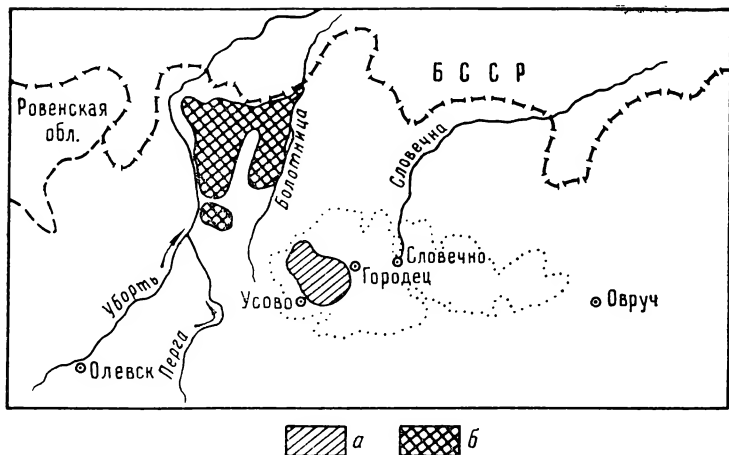 БССР
Ровенская
обл.
Болотница
Словечна
Словечно
Городец
Уборть
Усово
Овруч
Перга
Олевск
а
б